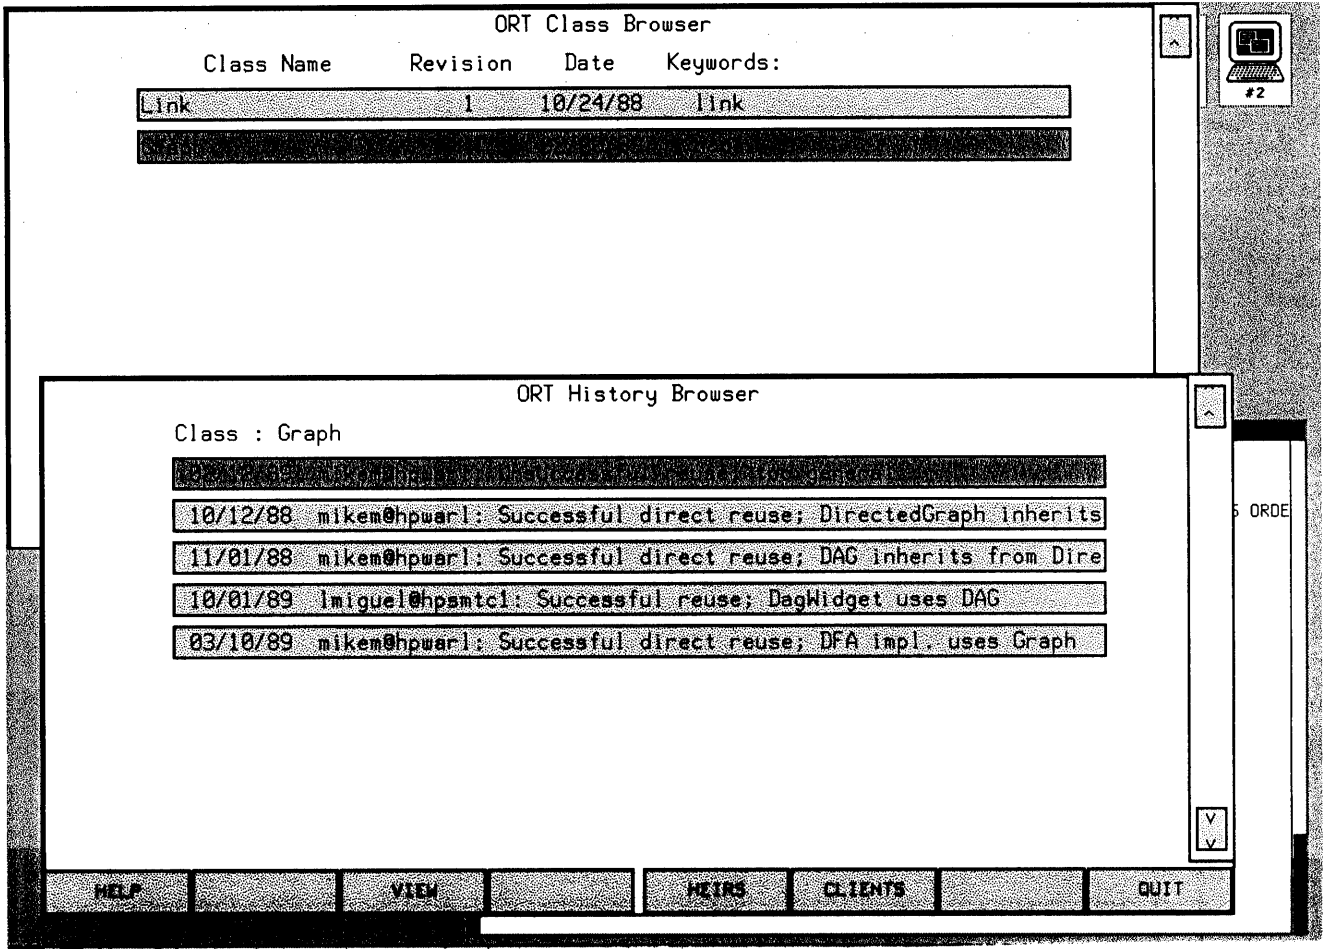 ORT Class Browser
Class Name Revision Date Keywords:
Link 1 10/24/88 link
#2
ORT History Browser
Class : Graph
10/12/88 mikem@hpwarl: Successful direct reuse; DirectedGraph inherits
S ORDE
11/01/88 mikem@hpwarl: Successful direct reuse; DAG inherits from Dire
10/01/89 lmiguel@hpsmtc1: Successful reuse; DagWidget uses DAG
03/10/89 mikem@hpwarl: Successful direct reuse; DFA impl. uses Graph
HELP VIEW HEIRS CLIENTS QUIT